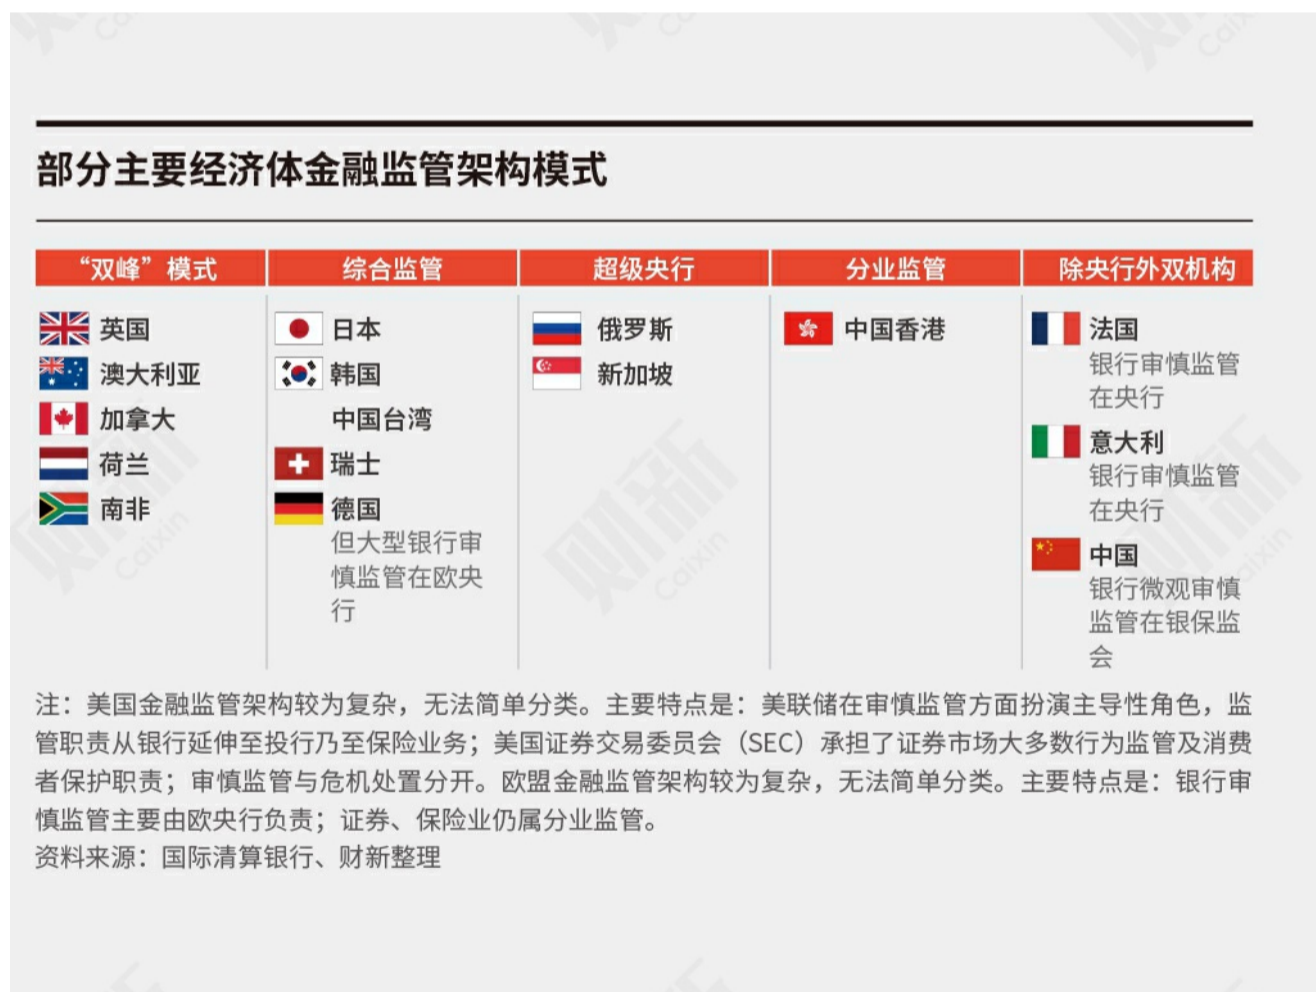 部分主要经济体金融监管架构模式
“双峰”模式
英国
澳大利亚
加拿大
荷兰
南非
综合监管
日本
韩国
中国台湾
瑞士
德国
但大型银行审
慎监管在欧央
行
超级央行
俄罗斯
新加坡
分业监管
中国香港
除央行外双机构
法国
银行审慎监管
在央行
意大利
银行审慎监管
在央行
中国
银行微观审慎
监管在银保监
会
注：美国金融监管架构较为复杂，无法简单分类。主要特点是：美联储在审慎监管方面扮演主导性角色，监
管职责从银行延伸至投行乃至保险业务；美国证券交易委员会（SEC）承担了证券市场大多数行为监管及消费
者保护职责；审慎监管与危机处置分开。欧盟金融监管架构较为复杂，无法简单分类。主要特点是：银行审
慎监管主要由欧央行负责；证券、保险业仍属分业监管。
资料来源：国际清算银行、财新整理
财新
Caixin
财新
Caixin
财新
Caixin